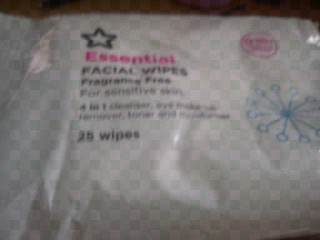 Essential
FACIAL WIPES
Fragrance Free
For sensitive skin
4 in 1 cleanser, eye make-up
remover, toner and moisturiser
25 wipes